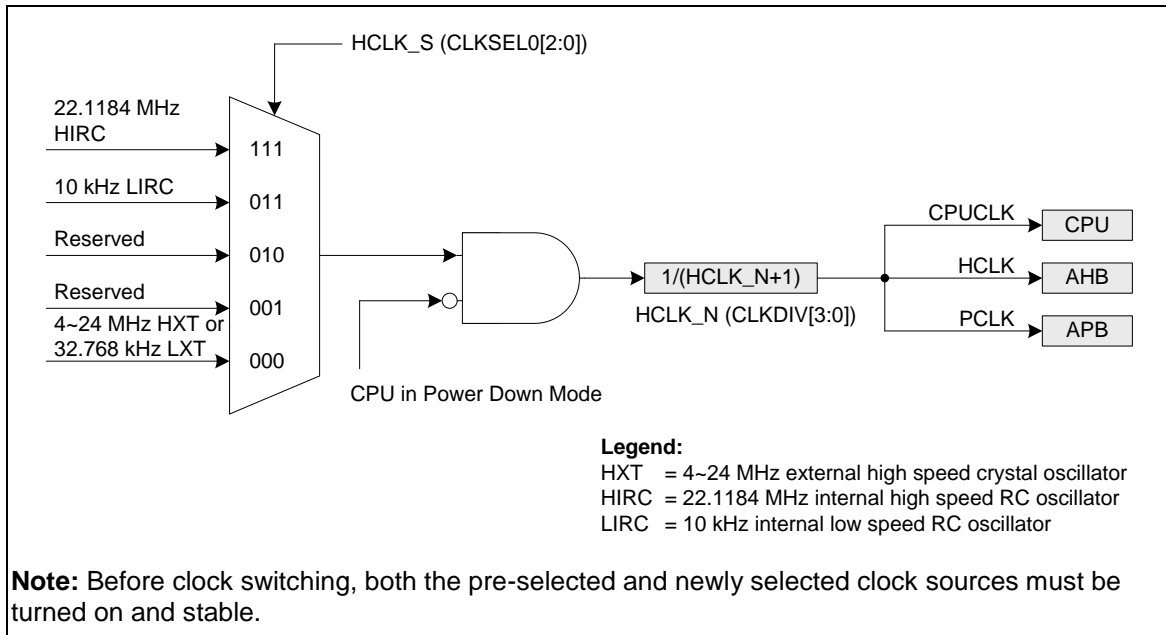 HCLK_S (CLKSEL0[2:0])
22.1184 MHz
HIRC
111
10 kHz LIRC
011
Reserved
010
Reserved
001
4~24 MHz HXT or
32.768 kHz LXT
000
CPU in Power Down Mode
1/(HCLK_N+1)
HCLK_N (CLKDIV[3:0])
CPUCLK
CPU
HCLK
AHB
PCLK
APB
Legend:
HXT = 4~24 MHz external high speed crystal oscillator
HIRC = 22.1184 MHz internal high speed RC oscillator
LIRC = 10 kHz internal low speed RC oscillator
Note: Before clock switching, both the pre-selected and newly selected clock sources must be
turned on and stable.